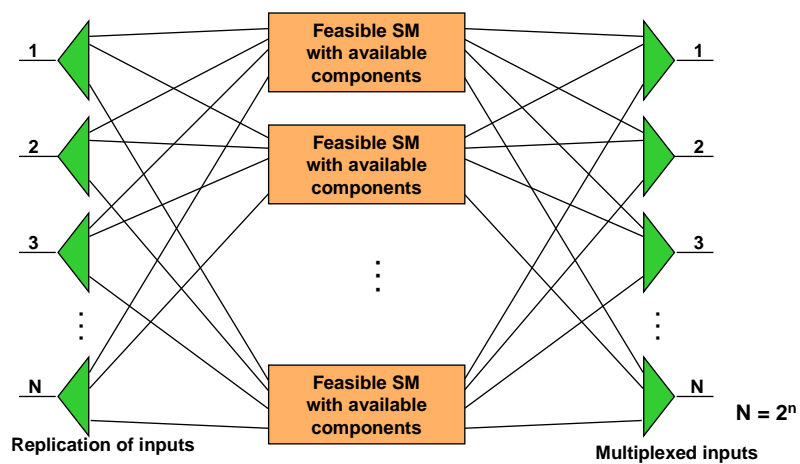 1
2
3
⋮
N
Replication of inputs
Feasible SM
with available
components
Feasible SM
with available
components
⋮
Feasible SM
with available
components
1
2
3
⋮
N
Multiplexed inputs
N = 2ⁿ